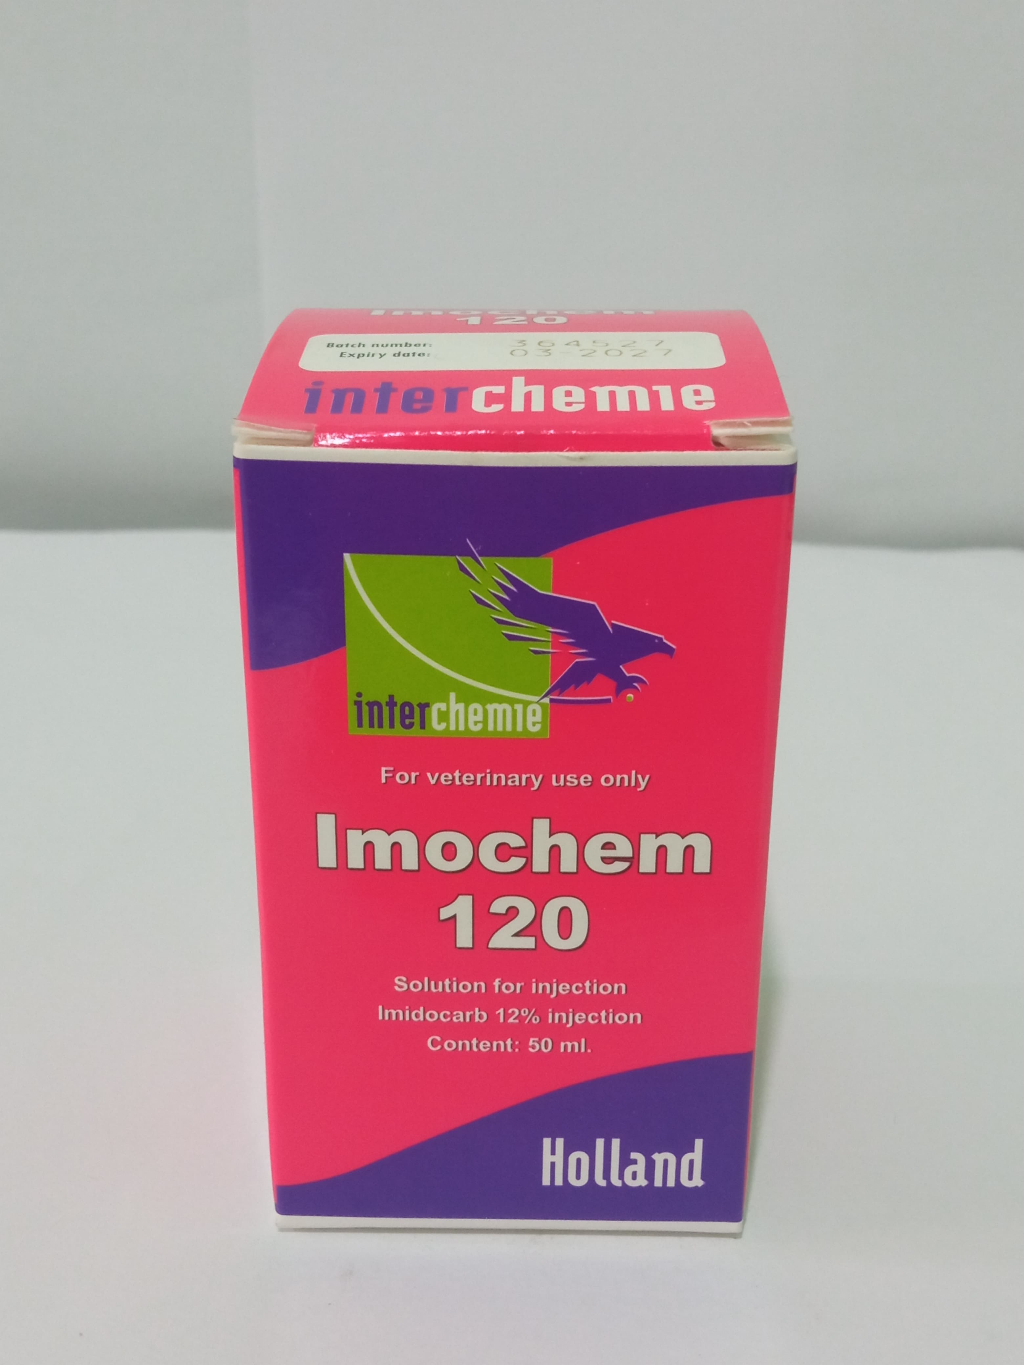 Imochem
120
Batch number: 364527
Expiry date: 03-2027
interchemie
interchemie
For veterinary use only
Imochem
120
Solution for injection
Imidocarb 12% injection
Content: 50 ml.
Holland